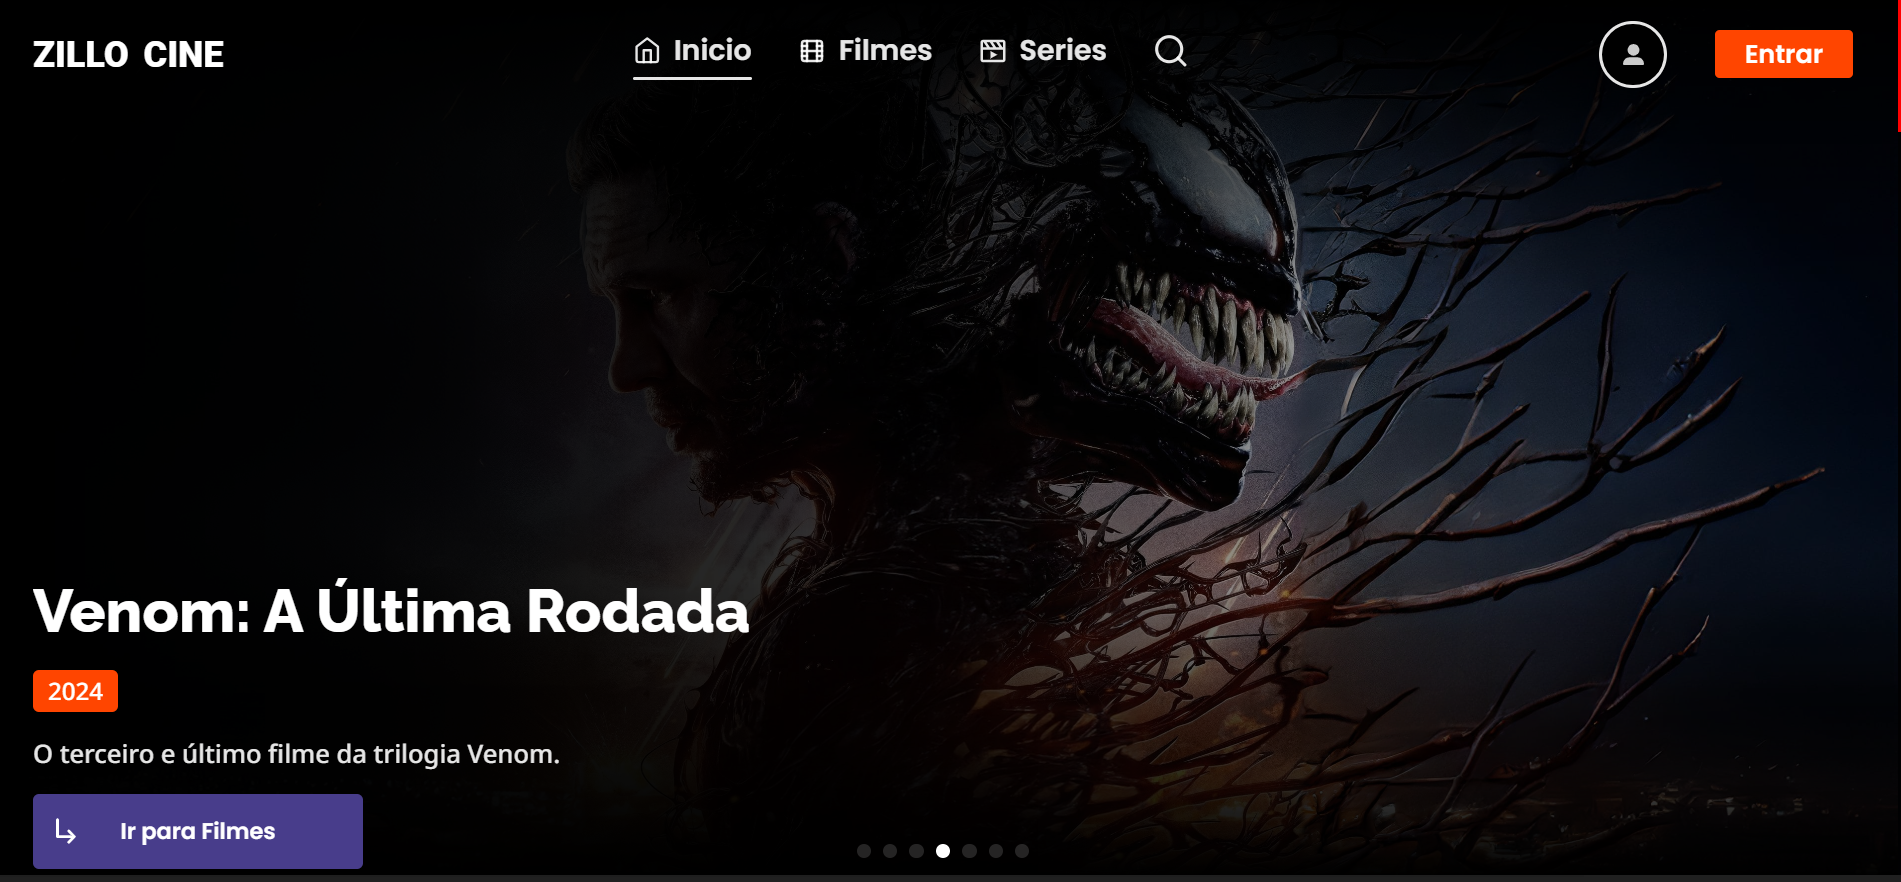 ZILLO CINE
Inicio
Filmes
Series
Entrar
Venom: A Última Rodada
2024
O terceiro e último filme da trilogia Venom.
Ir para Filmes